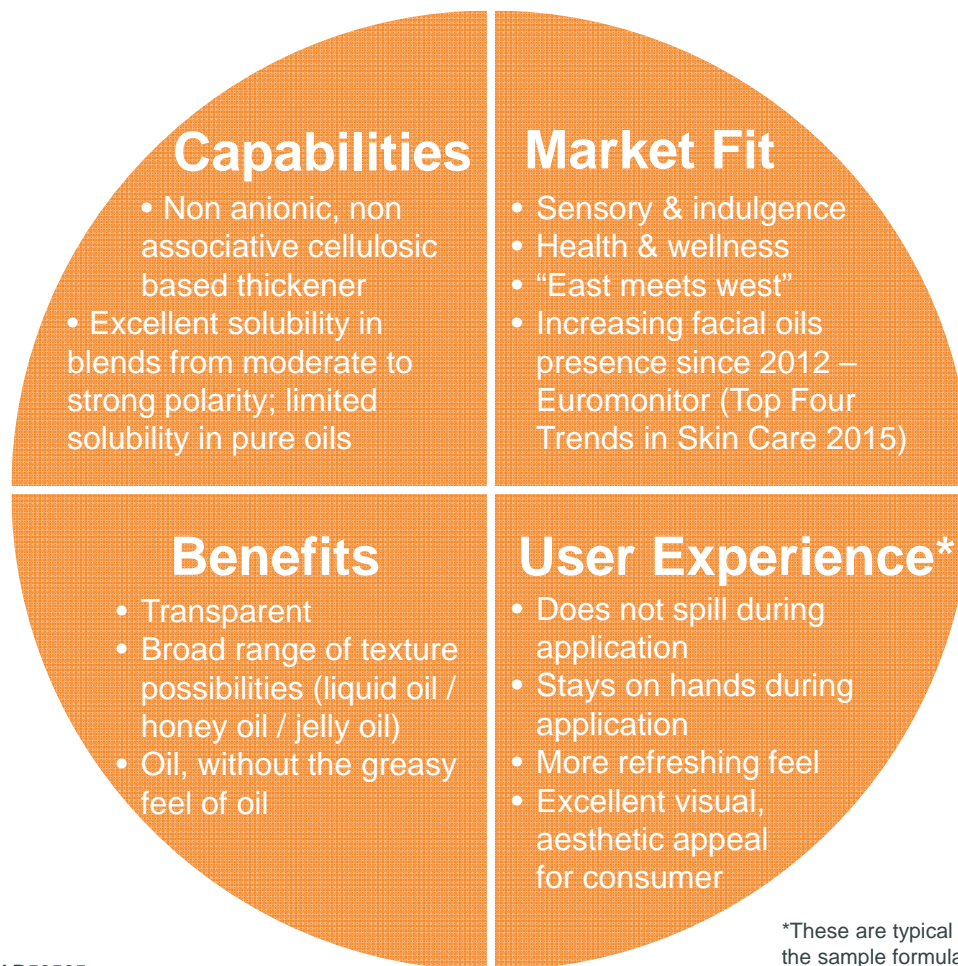 Capabilities
• Non anionic, non
associative cellulosic
based thickener
• Excellent solubility in
blends from moderate to
strong polarity; limited
solubility in pure oils
Market Fit
• Sensory & indulgence
• Health & wellness
• “East meets west”
• Increasing facial oils
presence since 2012 –
Euromonitor (Top Four
Trends in Skin Care 2015)
Benefits
• Transparent
• Broad range of texture
possibilities (liquid oil /
honey oil / jelly oil)
• Oil, without the greasy
feel of oil
User Experience*
• Does not spill during
application
• Stays on hands during
application
• More refreshing feel
• Excellent visual,
aesthetic appeal
for consumer
*These are typical
the sample formula